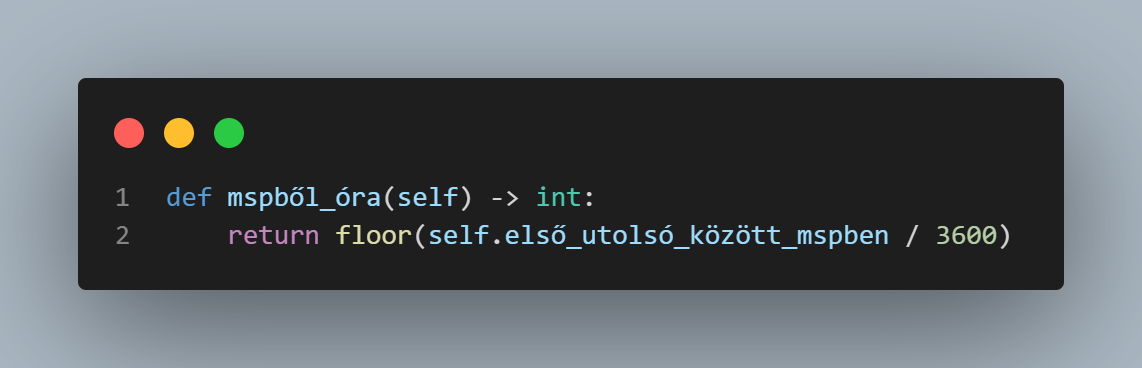 1 def mspből_óra(self) -> int:
2     return floor(self.első_utolsó_között_mspben / 3600)